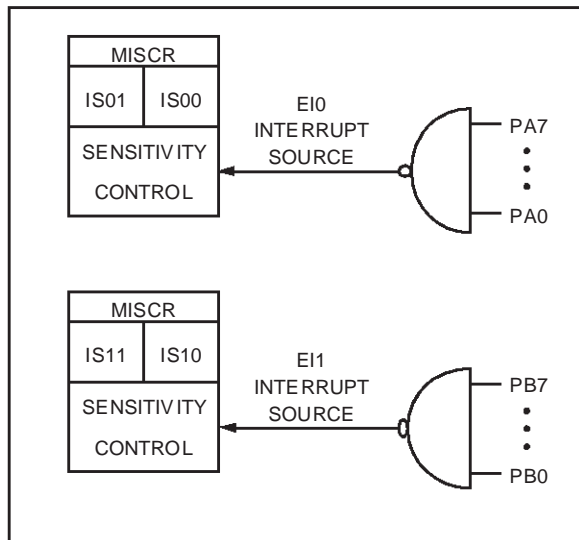 MISCR
IS01 IS00
SENSITIVITY
CONTROL
EI0
INTERRUPT
SOURCE
PA7
PA0
MISCR
IS11 IS10
SENSITIVITY
CONTROL
EI1
INTERRUPT
SOURCE
PB7
PB0